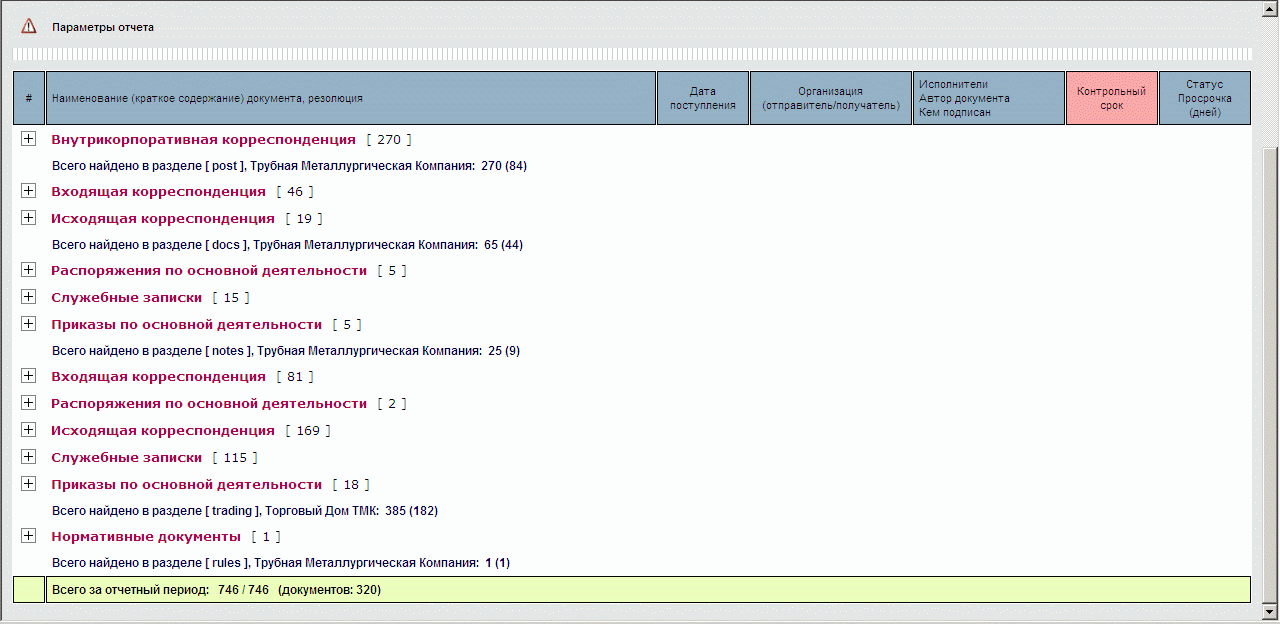 Параметры отчета
#
Наименование (краткое содержание) документа, резолюция
Дата
поступления
Организация
(отправитель/получатель)
Исполнители
Автор документа
Кем подписан
Контрольный
срок
Статус
Просрочка
(дней)
Внутрикорпоративная корреспонденция [ 270 ]
Всего найдено в разделе [ post ], Трубная Металлургическая Компания: 270 (84)
Входящая корреспонденция [ 46 ]
Исходящая корреспонденция [ 19 ]
Всего найдено в разделе [ docs ], Трубная Металлургическая Компания: 65 (44)
Распоряжения по основной деятельности [ 5 ]
Служебные записки [ 15 ]
Приказы по основной деятельности [ 5 ]
Всего найдено в разделе [ notes ], Трубная Металлургическая Компания: 25 (9)
Входящая корреспонденция [ 81 ]
Распоряжения по основной деятельности [ 2 ]
Исходящая корреспонденция [ 169 ]
Служебные записки [ 115 ]
Приказы по основной деятельности [ 18 ]
Всего найдено в разделе [ trading ], Торговый Дом ТМК: 385 (182)
Нормативные документы [ 1 ]
Всего найдено в разделе [ rules ], Трубная Металлургическая Компания: 1 (1)
Всего за отчетный период: 746 / 746 (документов: 320)